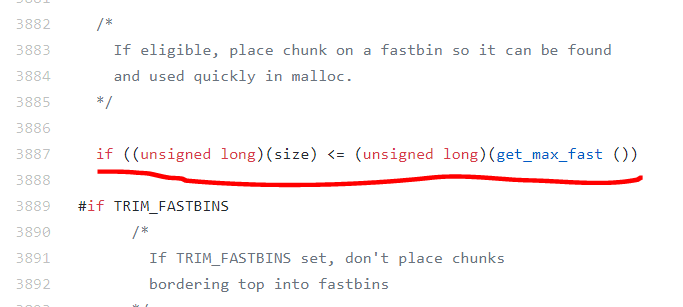 3882 /*
3883 If eligible, place chunk on a fastbin so it can be found
3884 and used quickly in malloc.
3885 */
3886
3887 if ((unsigned long)(size) <= (unsigned long)(get_max_fast ())
3888
3889 #if TRIM_FASTBINS
3890 /*
3891 If TRIM_FASTBINS set, don't place chunks
3892 bordering top into fastbins